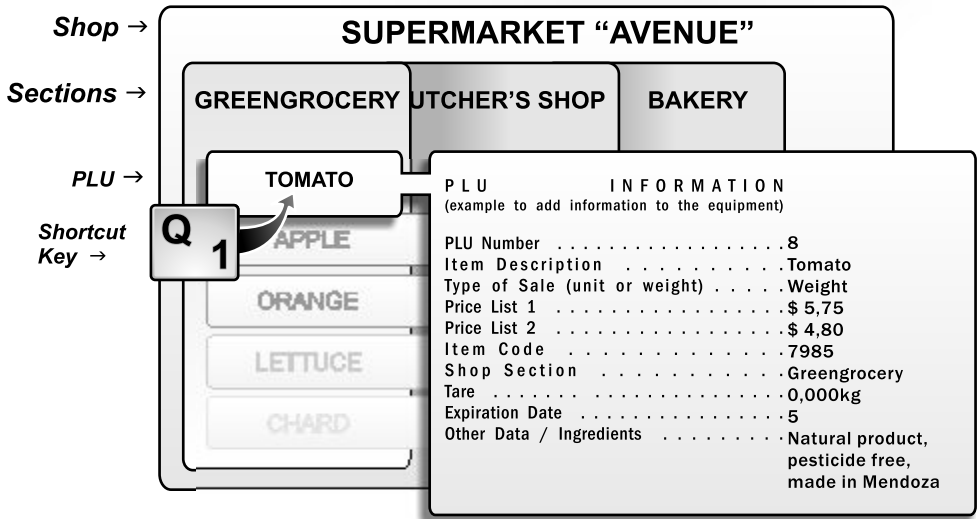 Shop →
SUPERMARKET “AVENUE”
Sections →
GREENGROCERY
UTCHER’S SHOP
BAKERY
PLU →
TOMATO
Shortcut
Key →
Q
1
APPLE
ORANGE
LETTUCE
CHARD
PLU INFORMATION
(example to add information to the equipment)
PLU Number . . . . . . . . . . . . . . . . . . 8
Item Description . . . . . . . . . . Tomato
Type of Sale (unit or weight) . . . . . Weight
Price List 1 . . . . . . . . . . . . . . . . . . $ 5,75
Price List 2 . . . . . . . . . . . . . . . . . . $ 4,80
Item Code . . . . . . . . . . . . . 7985
Shop Section . . . . . . . . . . . Greengrocery
Tare . . . . . . . . . . . . . . . . . . . . . . 0,000kg
Expiration Date . . . . . . . . . . . . . . . . 5
Other Data / Ingredients . . . . . . . . . Natural product,
pesticide free,
made in Mendoza